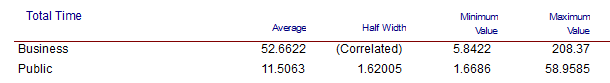 Total Time
Average Half Width Minimum Value Maximum Value
Business 52.6622 (Correlated) 5.8422 208.37
Public 11.5063 1.62005 1.6686 58.9585